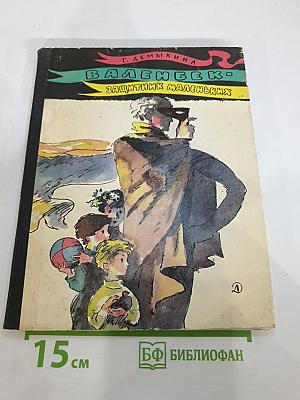 Г. ДЕМЫКИНА
ВАЛЕНБЕК-
ЗАЩИТНИК МАЛЕНЬКИХ
Д
15 см
БФ БИБЛИОФАН